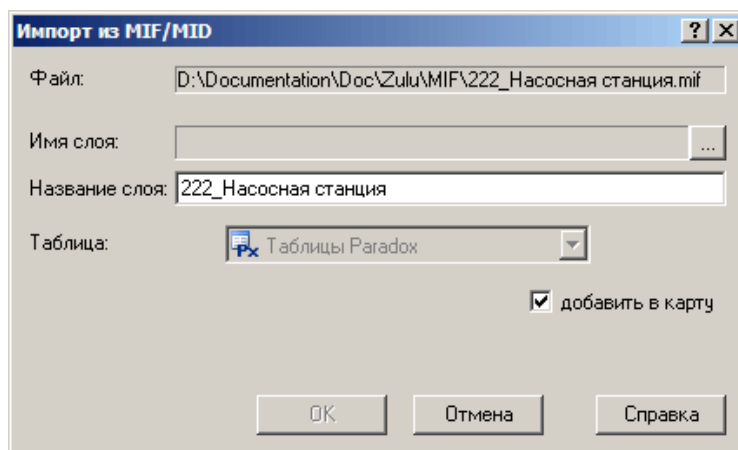 Импорт из MIF/MID
Файл: D:\Documentation\Doc\Zulu\MIF\222_Насосная станция.mif
Имя слоя: ...
Название слоя: 222_Насосная станция
Таблица: Px Таблицы Paradox
добавить в карту
OK Отмена Справка